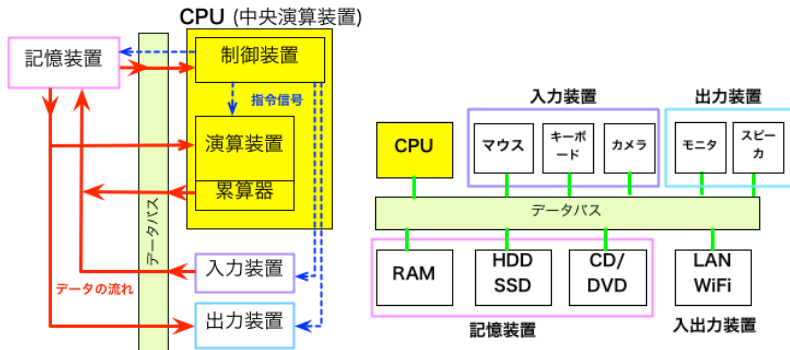 CPU (中央演算装置)
記憶装置
制御装置
指令信号
演算装置
累算器
データバス
入力装置
データの流れ
出力装置
入力装置
出力装置
CPU
マウス
キーボ
ード
カメラ
モニタ
スピー
カ
データバス
RAM
HDD
SSD
CD/
DVD
LAN
WiFi
記憶装置
入出力装置